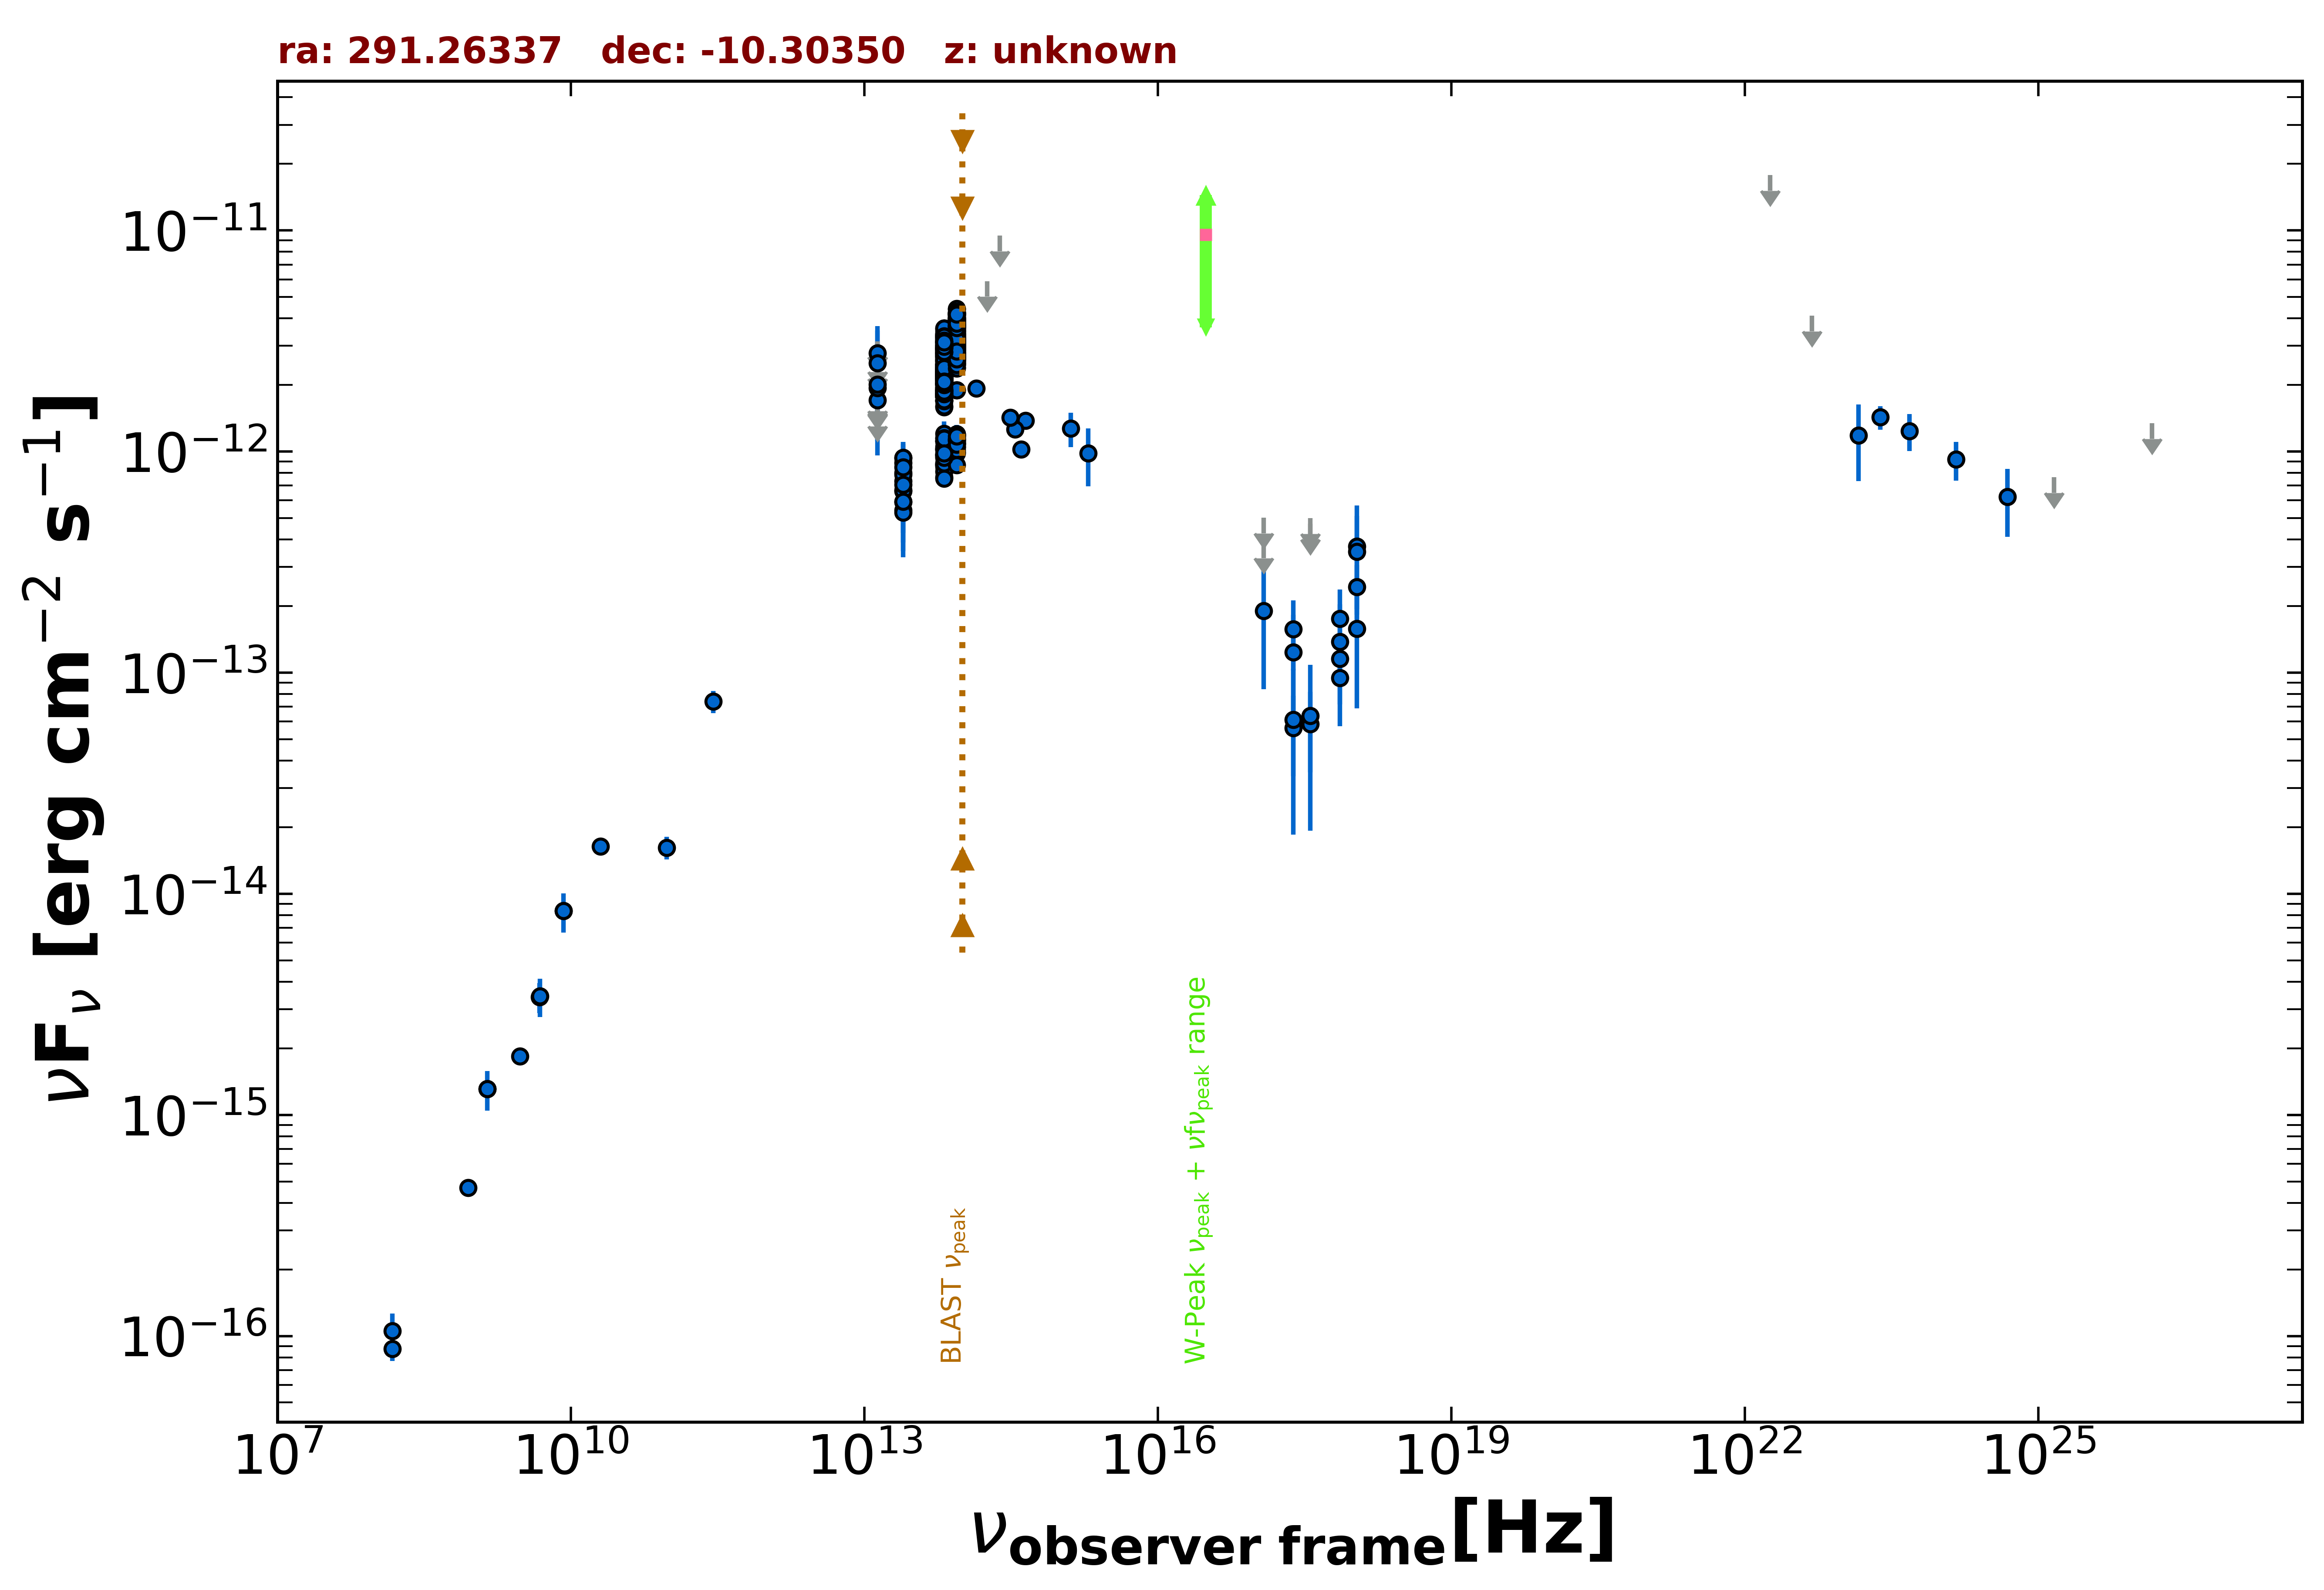 ra: 291.26337   dec: -10.30350   z: unknown
10⁻¹¹
10⁻¹²
10⁻¹³
10⁻¹⁴
10⁻¹⁵
10⁻¹⁶
νFν [erg cm⁻² s⁻¹]
BLAST νpeak
W-Peak νpeak + νfνpeak range
10⁷ 10¹⁰ 10¹³ 10¹⁶ 10¹⁹ 10²² 10²⁵
νobserver frame[Hz]